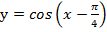 y = cos (x − π/4)